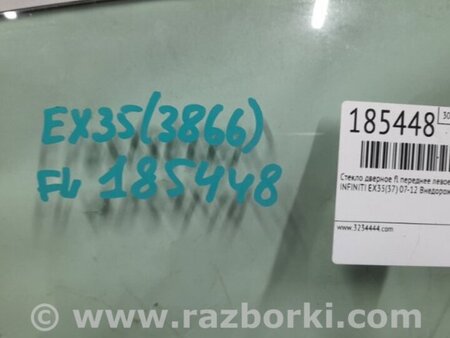 EX35(3866)
FL 185448
185448
30
Стекло дверное fl переднее левое
INFINITI EX35(37) 07-12 Внедорож
www.3234444.com
www.razborki.com